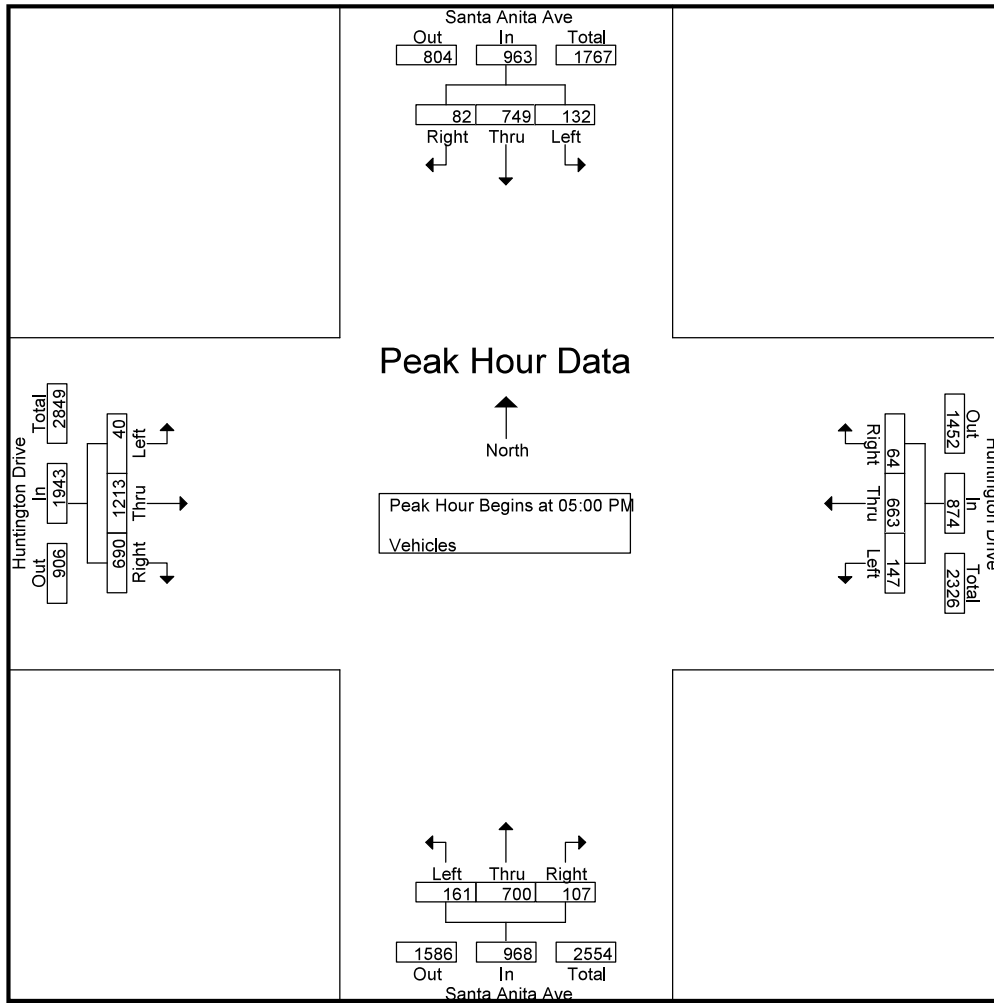 Santa Anita Ave
Out In Total
804 963 1767
82 749 132
Right Thru Left
Peak Hour Data
North
Peak Hour Begins at 05:00 PM
Vehicles
Huntington Drive
Out In Total
906 1943 2849
Left Thru Right
40 1213 690
Huntington Drive
Out In Total
1452 874 2326
Right Thru Left
64 663 147
Left Thru Right
161 700 107
1586 968 2554
Out In Total
Santa Anita Ave